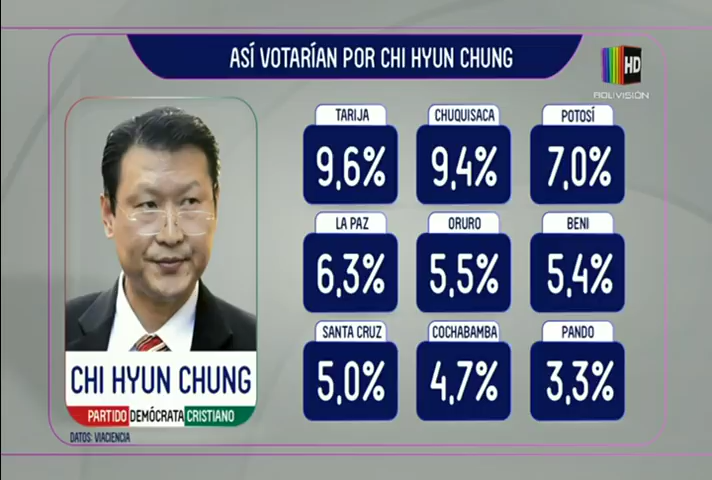 ASÍ VOTARÍAN POR CHI HYUN CHUNG
HD
BOLIVISIÓN
TARIJA
9,6%
CHUQUISACA
9,4%
POTOSÍ
7,0%
LA PAZ
6,3%
ORURO
5,5%
BENI
5,4%
SANTA CRUZ
5,0%
COCHABAMBA
4,7%
PANDO
3,3%
CHI HYUN CHUNG
PARTIDO DEMÓCRATA CRISTIANO
DATOS: VIACIENCIA